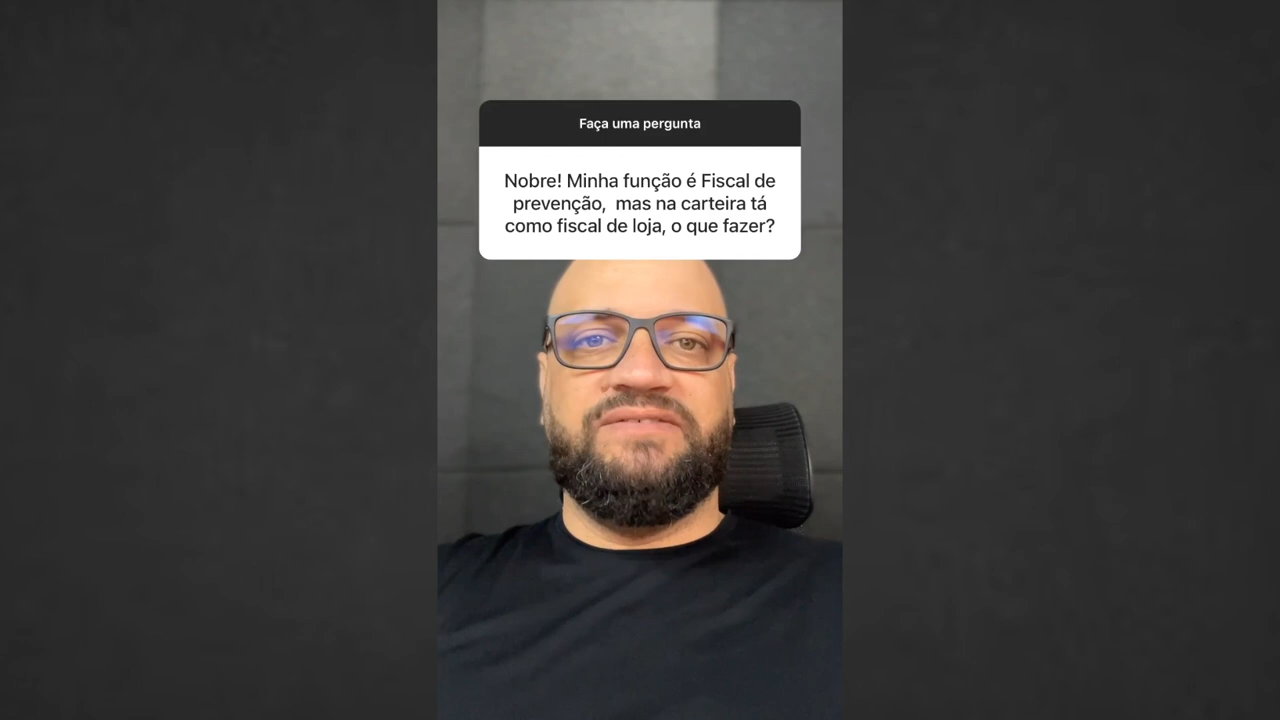 Faça uma pergunta
Nobre! Minha função é Fiscal de
prevenção,  mas na carteira tá
como fiscal de loja, o que fazer?